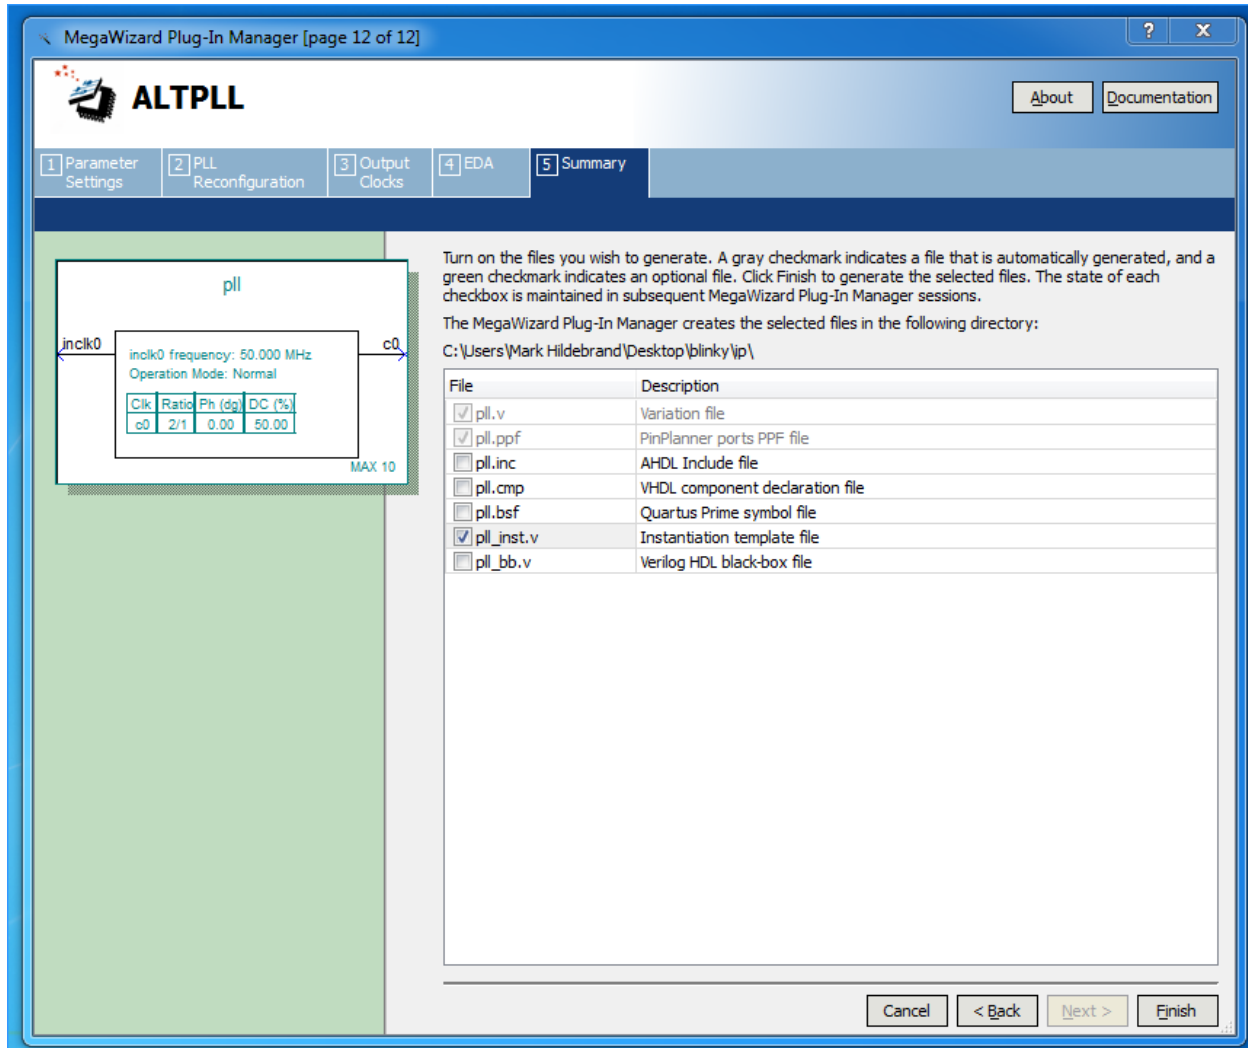 MegaWizard Plug-In Manager [page 12 of 12]
? X
ALTPLL
About Documentation
1 Parameter Settings
2 PLL Reconfiguration
3 Output Clocks
4 EDA
5 Summary
pll
inclk0
c0
inclk0 frequency: 50.000 MHz
Operation Mode: Normal
Clk Ratio Ph (dg) DC (%)
c0 2/1 0.00 50.00
MAX 10
Turn on the files you wish to generate. A gray checkmark indicates a file that is automatically generated, and a
green checkmark indicates an optional file. Click Finish to generate the selected files. The state of each
checkbox is maintained in subsequent MegaWizard Plug-In Manager sessions.
The MegaWizard Plug-In Manager creates the selected files in the following directory:
C:\Users\Mark Hildebrand\Desktop\blinky\ip\
File Description
pll.v Variation file
pll.ppf PinPlanner ports PPF file
pll.inc AHDL Include file
pll.cmp VHDL component declaration file
pll.bsf Quartus Prime symbol file
pll_inst.v Instantiation template file
pll_bb.v Verilog HDL black-box file
Cancel < Back Next > Finish